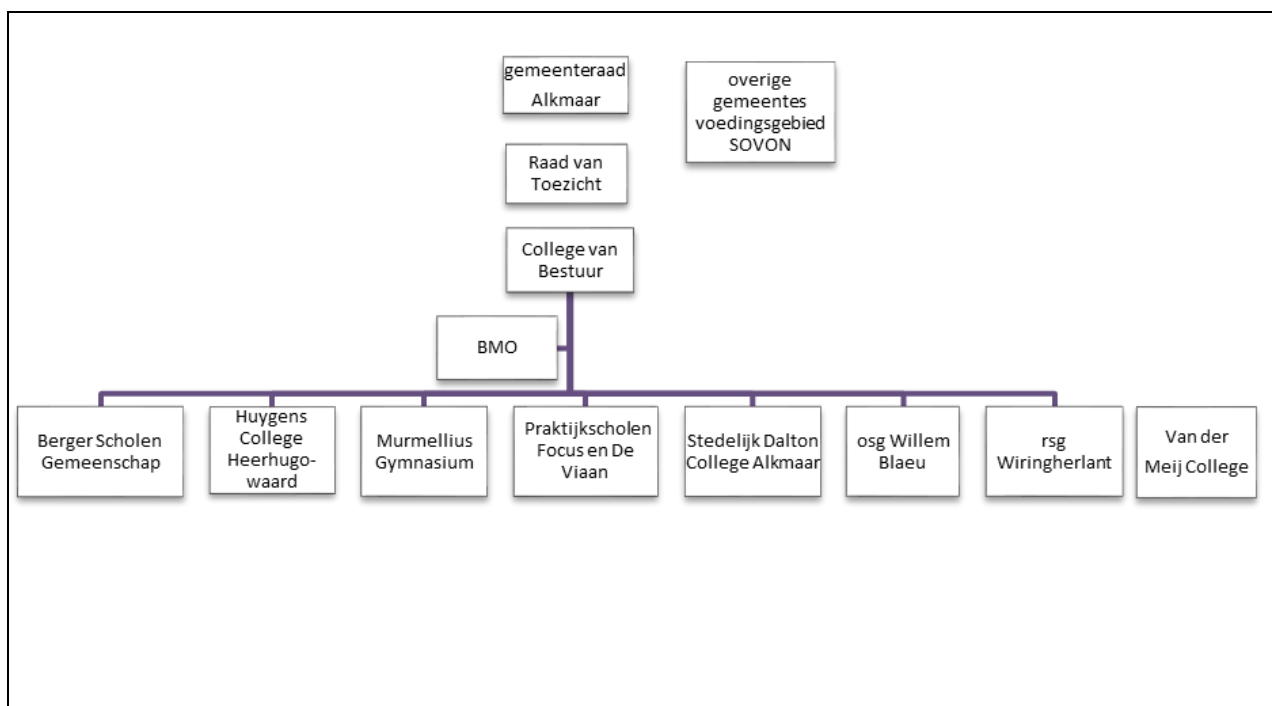 gemeenteraad
Alkmaar
overige
gemeentes
voedingsgebied
SOVON
Raad van
Toezicht
College van
Bestuur
BMO
Berger Scholen
Gemeenschap
Huygens
College
Heerhugo-
waard
Murmellius
Gymnasium
Praktijkscholen
Focus en De
Viaan
Stedelijk Dalton
College Alkmaar
osg Willem
Blaeu
rsg
Wiringherlant
Van der
Meij College